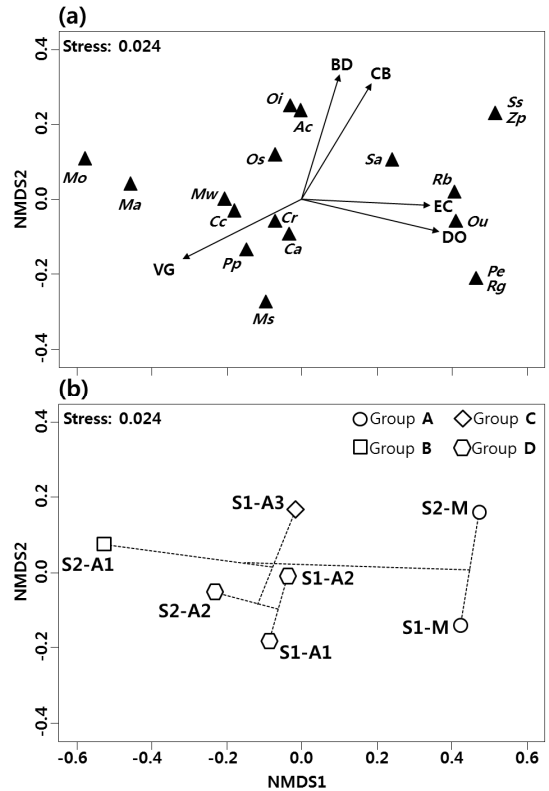 (a)
Stress: 0.024
BD
CB
Oi
Ac
Ss
Zp
Os
Sa
Mo
Ma
Mw
Rb
EC
Cc
Cr
Ou
DO
Ca
VG
Pp
Pe
Rg
Ms
NMDS2
0.4
0.2
0.0
-0.2
-0.4
(b)
Stress: 0.024
Group A
Group C
Group B
Group D
S1-A3
S2-M
S2-A1
S1-A2
S2-A2
S1-M
S1-A1
NMDS2
0.4
0.2
0.0
-0.2
-0.4
-0.6 -0.4 -0.2 0.0 0.2 0.4 0.6
NMDS1